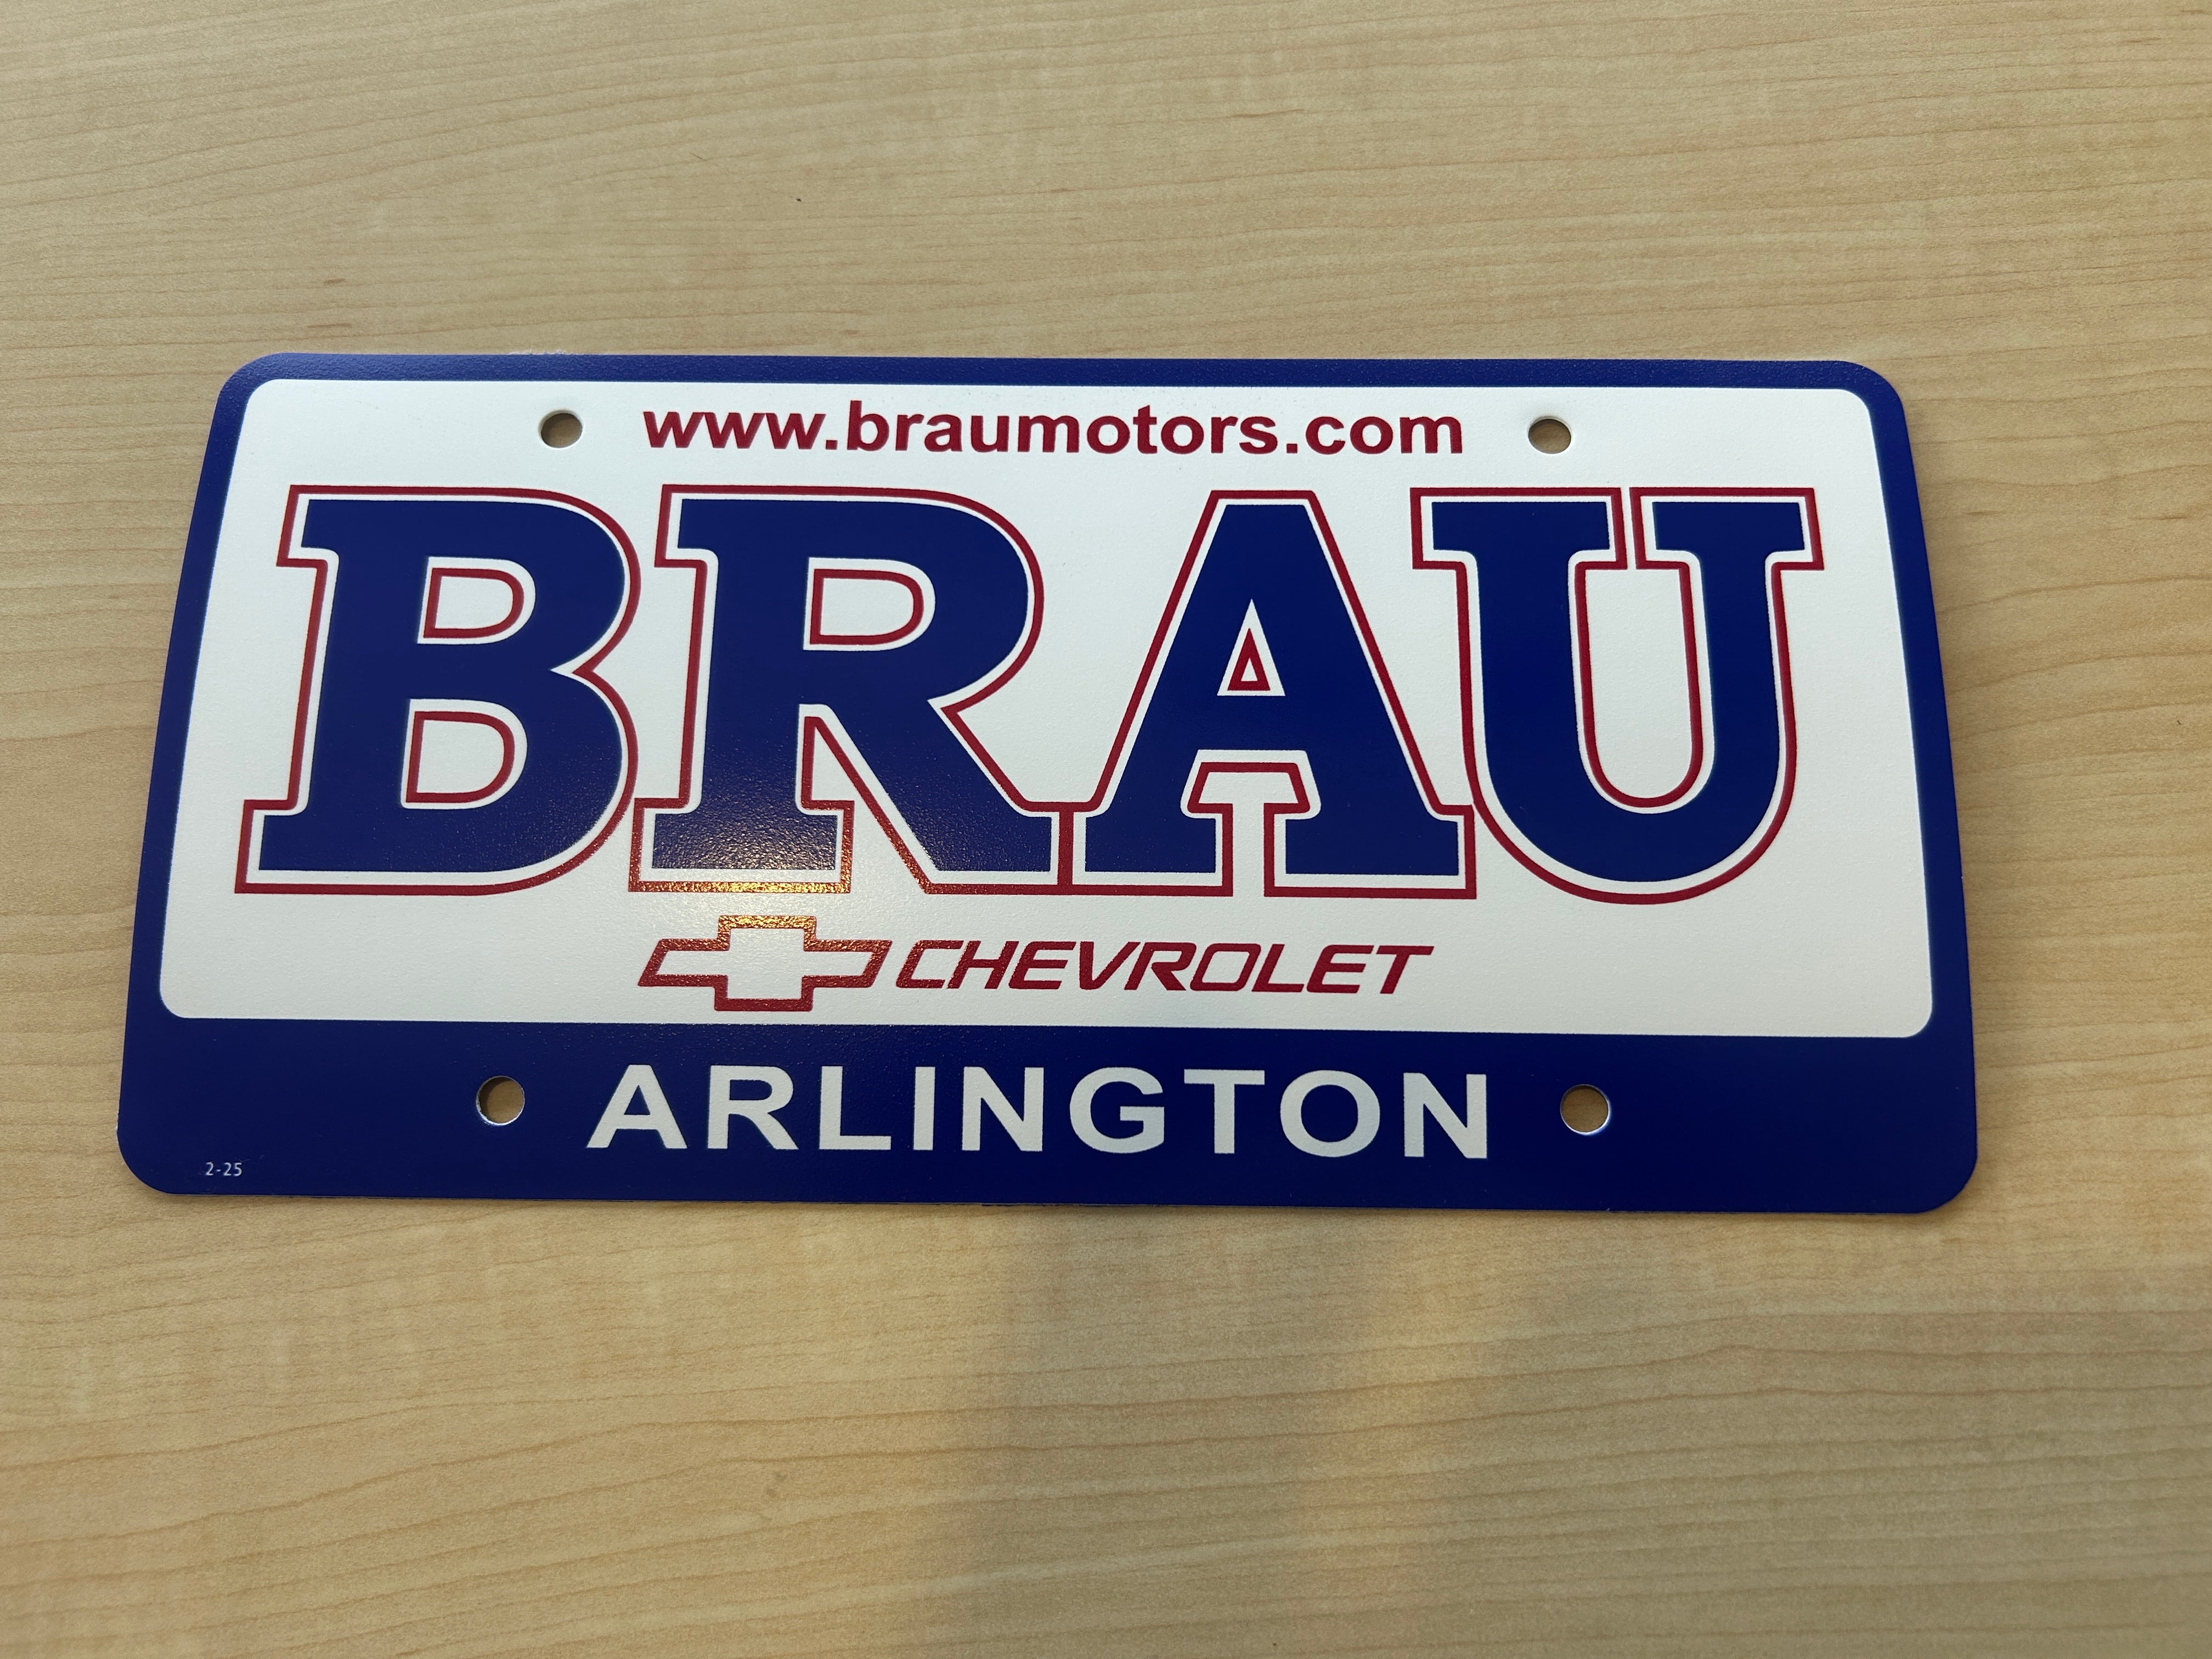 www.braumotors.com
BRAU
CHEVROLET
ARLINGTON
2-25